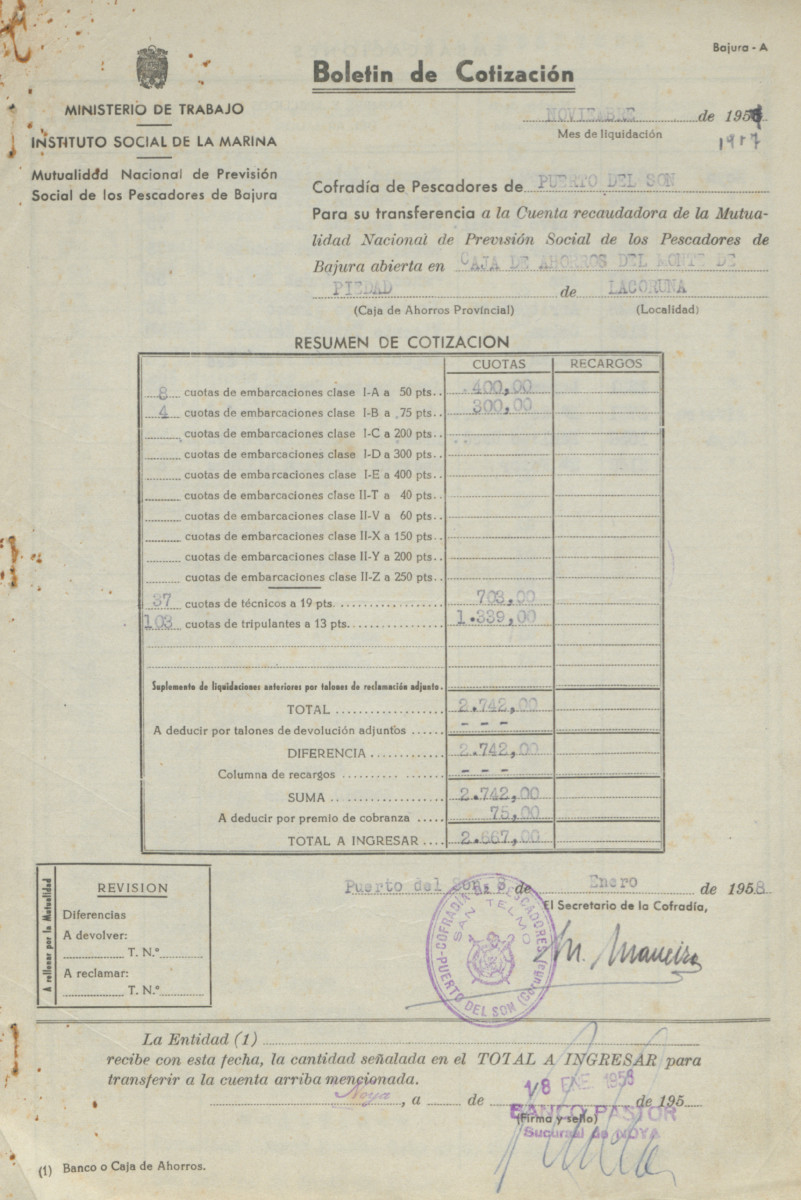 Bajura - A
Boletin de Cotización
MINISTERIO DE TRABAJO
INSTITUTO SOCIAL DE LA MARINA
Mutualidad Nacional de Previsión
Social de los Pescadores de Bajura
NOVIEMBRE de 195
Mes de liquidación
1957
Cofradía de Pescadores de PUERTO DEL SON
Para su transferencia a la Cuenta recaudadora de la Mutua-
lidad Nacional de Previsión Social de los Pescadores de
Bajura abierta en CAJA DE AHORROS DEL MONTE DE
PIEDAD de LACORUÑA
(Caja de Ahorros Provincial) (Localidad)
RESUMEN DE COTIZACION
CUOTAS RECARGOS
8 cuotas de embarcaciones clase I-A a 50 pts.. 400,00
4 cuotas de embarcaciones clase I-B a 75 pts.. 300,00
cuotas de embarcaciones clase I-C a 200 pts..
cuotas de embarcaciones clase I-D a 300 pts..
cuotas de embarcaciones clase I-E a 400 pts..
cuotas de embarcaciones clase II-T a 40 pts..
cuotas de embarcaciones clase II-V a 60 pts..
cuotas de embarcaciones clase II-X a 150 pts..
cuotas de embarcaciones clase II-Y a 200 pts..
cuotas de embarcaciones clase II-Z a 250 pts..
37 cuotas de técnicos a 19 pts. 703,00
103 cuotas de tripulantes a 13 pts. 1.339,00
Suplemento de liquidaciones anteriores por talones de reclamación adjunto.
TOTAL 2.742,00
A deducir por talones de devolución adjuntos - - -
DIFERENCIA 2.742,00
Columna de recargos - - -
SUMA 2.742,00
A deducir por premio de cobranza 75,00
TOTAL A INGRESAR 2.667,00
A rellenar por la Mutualidad
REVISION
Diferencias
A devolver:
T. N.º
A reclamar:
T. N.º
Puerto del Son, 3 de Enero de 1958
El Secretario de la Cofradía,
COFRADÍA DE PESCADORES
SAN TELMO
PUERTO DEL SON (Coruña)
M. Maneiro
La Entidad (1)
recibe con esta fecha, la cantidad señalada en el TOTAL A INGRESAR para
transferir a la cuenta arriba mencionada.
Noya, a de de 195
18 ENE 1958
BANCO PASTOR
(Firma y sello)
Sucursal de NOYA
(1) Banco o Caja de Ahorros.